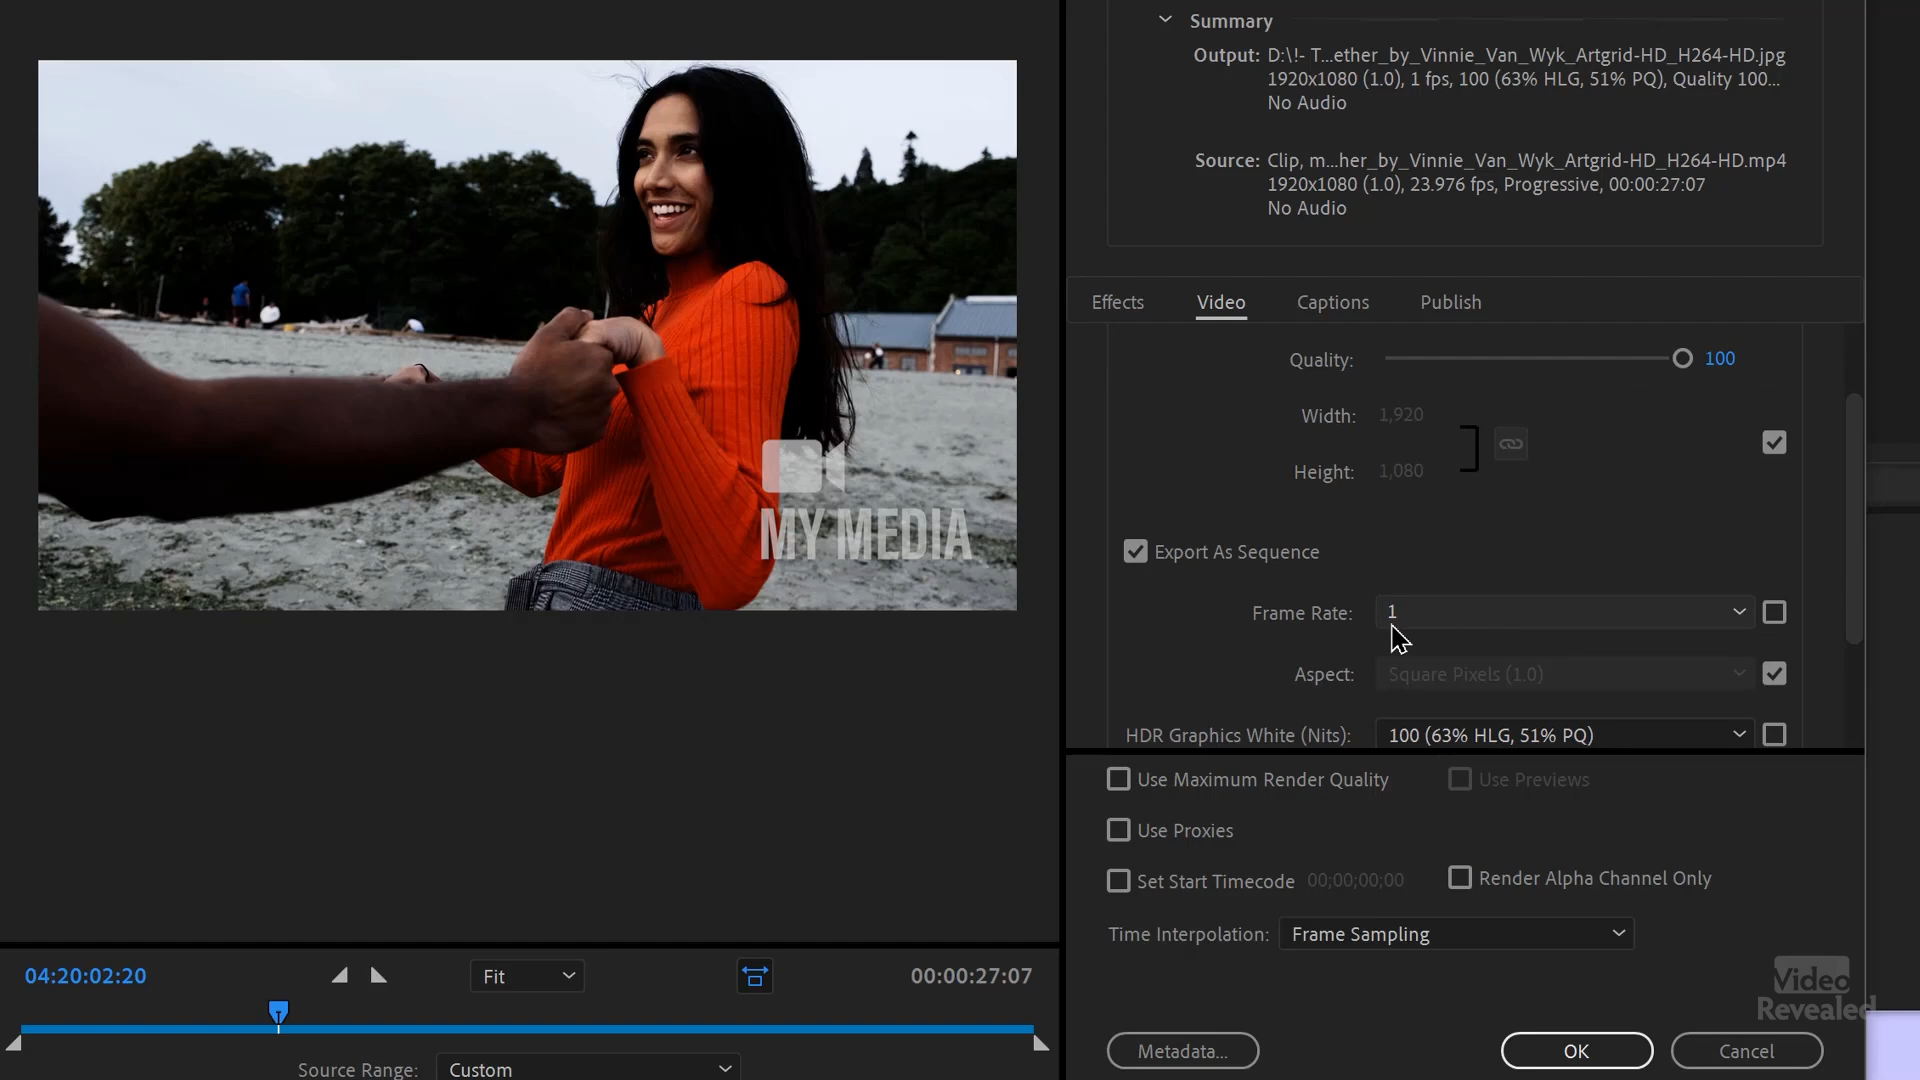 Summary
Output: D:\!- T...ether_by_Vinnie_Van_Wyk_Artgrid-HD_H264-HD.jpg
1920x1080 (1.0), 1 fps, 100 (63% HLG, 51% PQ), Quality 100...
No Audio
Source: Clip, m...her_by_Vinnie_Van_Wyk_Artgrid-HD_H264-HD.mp4
1920x1080 (1.0), 23.976 fps, Progressive, 00:00:27:07
No Audio
Effects Video Captions Publish
Quality: 100
Width: 1,920
Height: 1,080
Export As Sequence
Frame Rate: 1
Aspect: Square Pixels (1.0)
HDR Graphics White (Nits): 100 (63% HLG, 51% PQ)
Use Maximum Render Quality Use Previews
Use Proxies
Set Start Timecode 00;00;00;00 Render Alpha Channel Only
Time Interpolation: Frame Sampling
Metadata... OK Cancel
MY MEDIA
04:20:02:20 Fit 00:00:27:07
Source Range: Custom
Video
Revealed